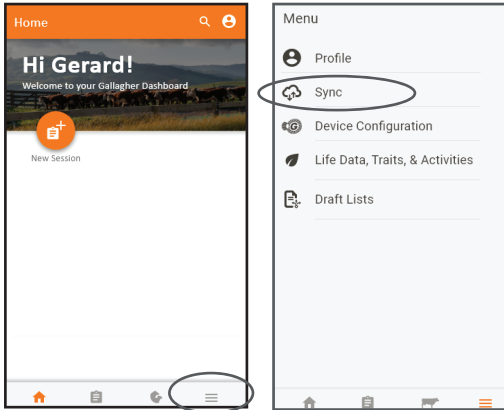 Home
Hi Gerard!
Welcome to your Gallagher Dashboard
New Session
Menu
Profile
Sync
Device Configuration
Life Data, Traits, & Activities
Draft Lists